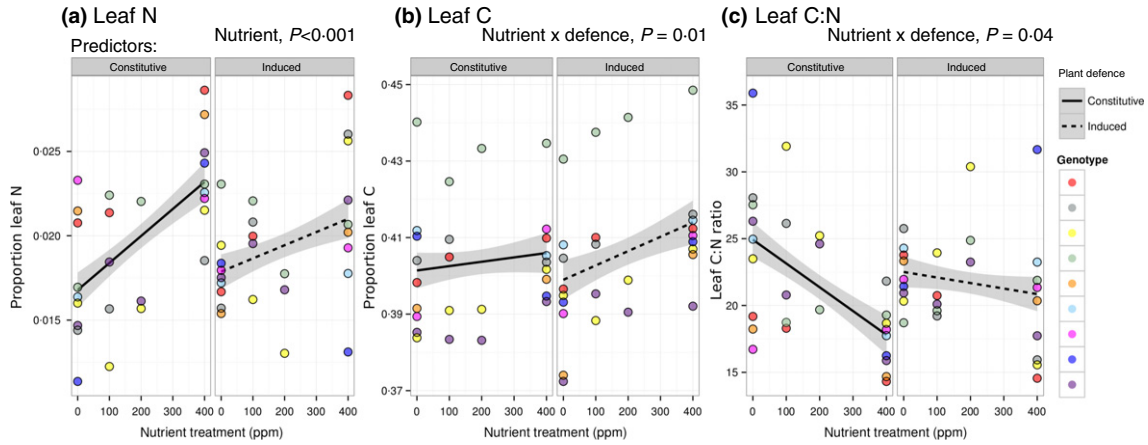 (a) Leaf N
Predictors:
Nutrient, P<0·001
Constitutive
Induced
Proportion leaf N
0·025
0·020
0·015
0 100 200 300 400
0 100 200 300 400
Nutrient treatment (ppm)
(b) Leaf C
Nutrient x defence, P = 0·01
Constitutive
Induced
Proportion leaf C
0·45
0·43
0·41
0·39
0·37
0 100 200 300 400
0 100 200 300 400
Nutrient treatment (ppm)
(c) Leaf C:N
Nutrient x defence, P = 0·04
Constitutive
Induced
Leaf C:N ratio
35
30
25
20
15
0 100 200 300 400
0 100 200 300 400
Nutrient treatment (ppm)
Plant defence
Constitutive
Induced
Genotype